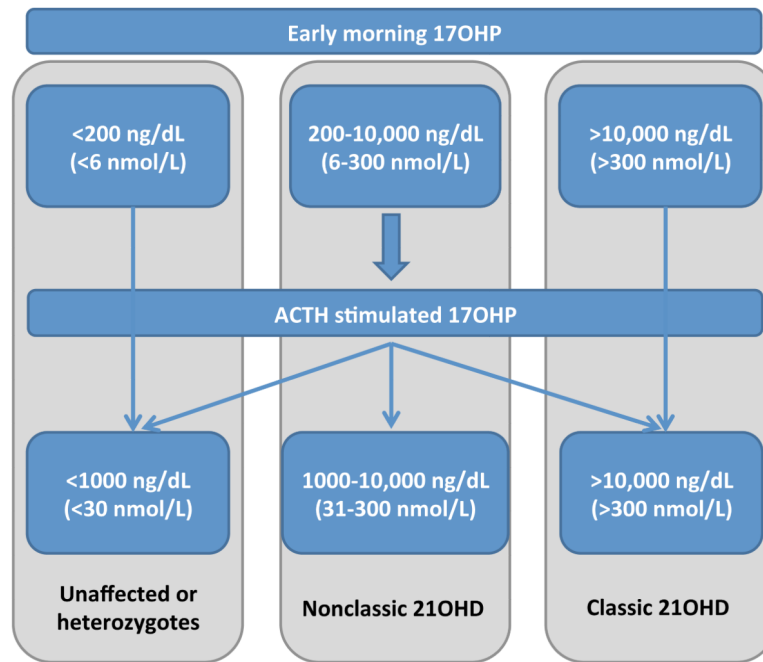 Early morning 17OHP
<200 ng/dL
(<6 nmol/L)
200-10,000 ng/dL
(6-300 nmol/L)
>10,000 ng/dL
(>300 nmol/L)
ACTH stimulated 17OHP
<1000 ng/dL
(<30 nmol/L)
1000-10,000 ng/dL
(31-300 nmol/L)
>10,000 ng/dL
(>300 nmol/L)
Unaffected or
heterozygotes
Nonclassic 21OHD
Classic 21OHD